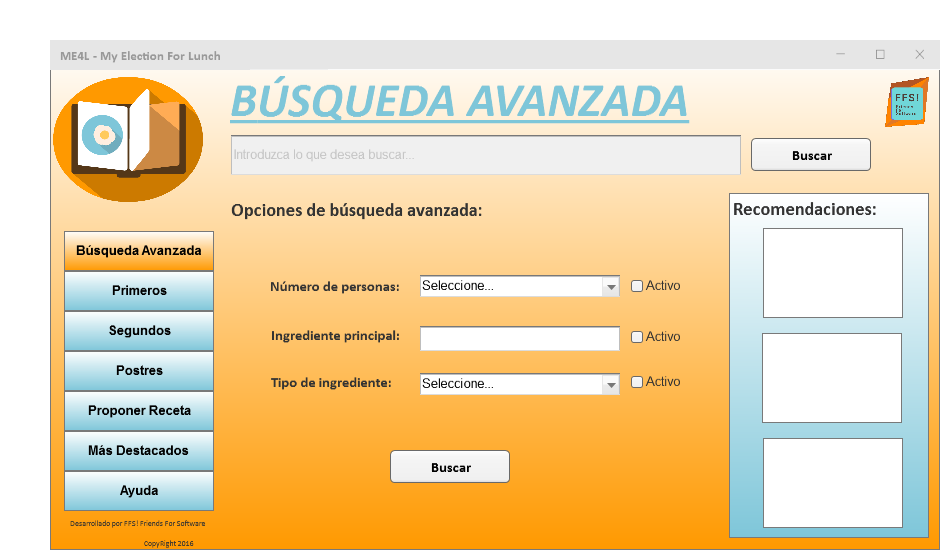 ME4L - My Election For Lunch
BÚSQUEDA AVANZADA
FFS!
Friends
For
Software
Introduzca lo que desea buscar...
Buscar
Opciones de búsqueda avanzada:
Recomendaciones:
Búsqueda Avanzada
Primeros
Segundos
Postres
Proponer Receta
Más Destacados
Ayuda
Número de personas:
Seleccione...
Activo
Ingrediente principal:
Activo
Tipo de ingrediente:
Seleccione...
Activo
Buscar
Desarrollado por FFS! Friends For Software
CopyRight 2016